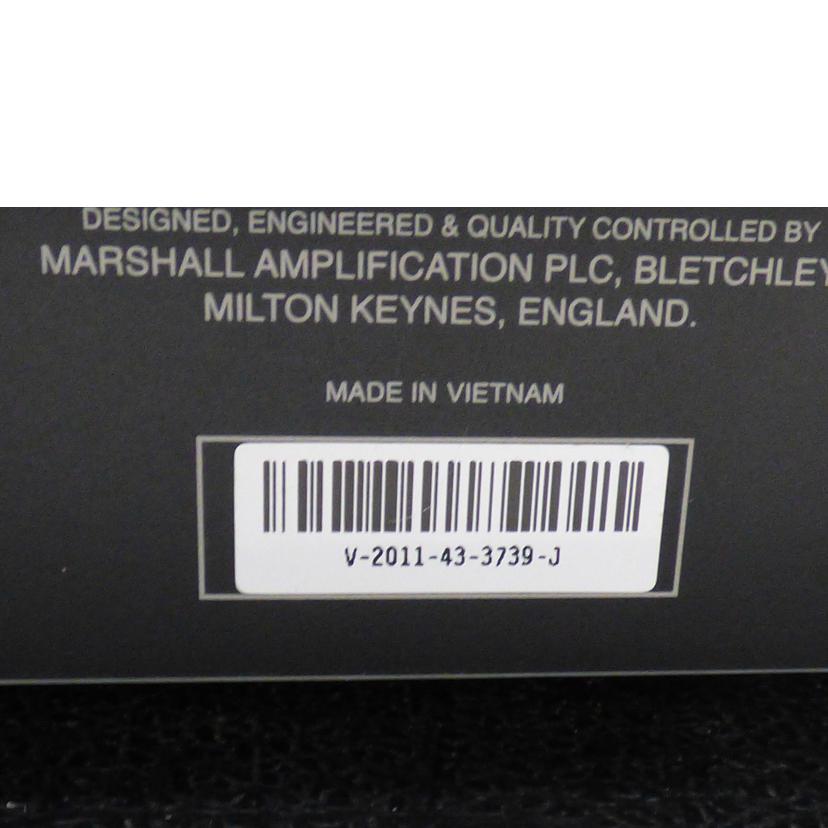 DESIGNED, ENGINEERED & QUALITY CONTROLLED BY
MARSHALL AMPLIFICATION PLC, BLETCHLEY
MILTON KEYNES, ENGLAND.
MADE IN VIETNAM
V-2011-43-3739-J